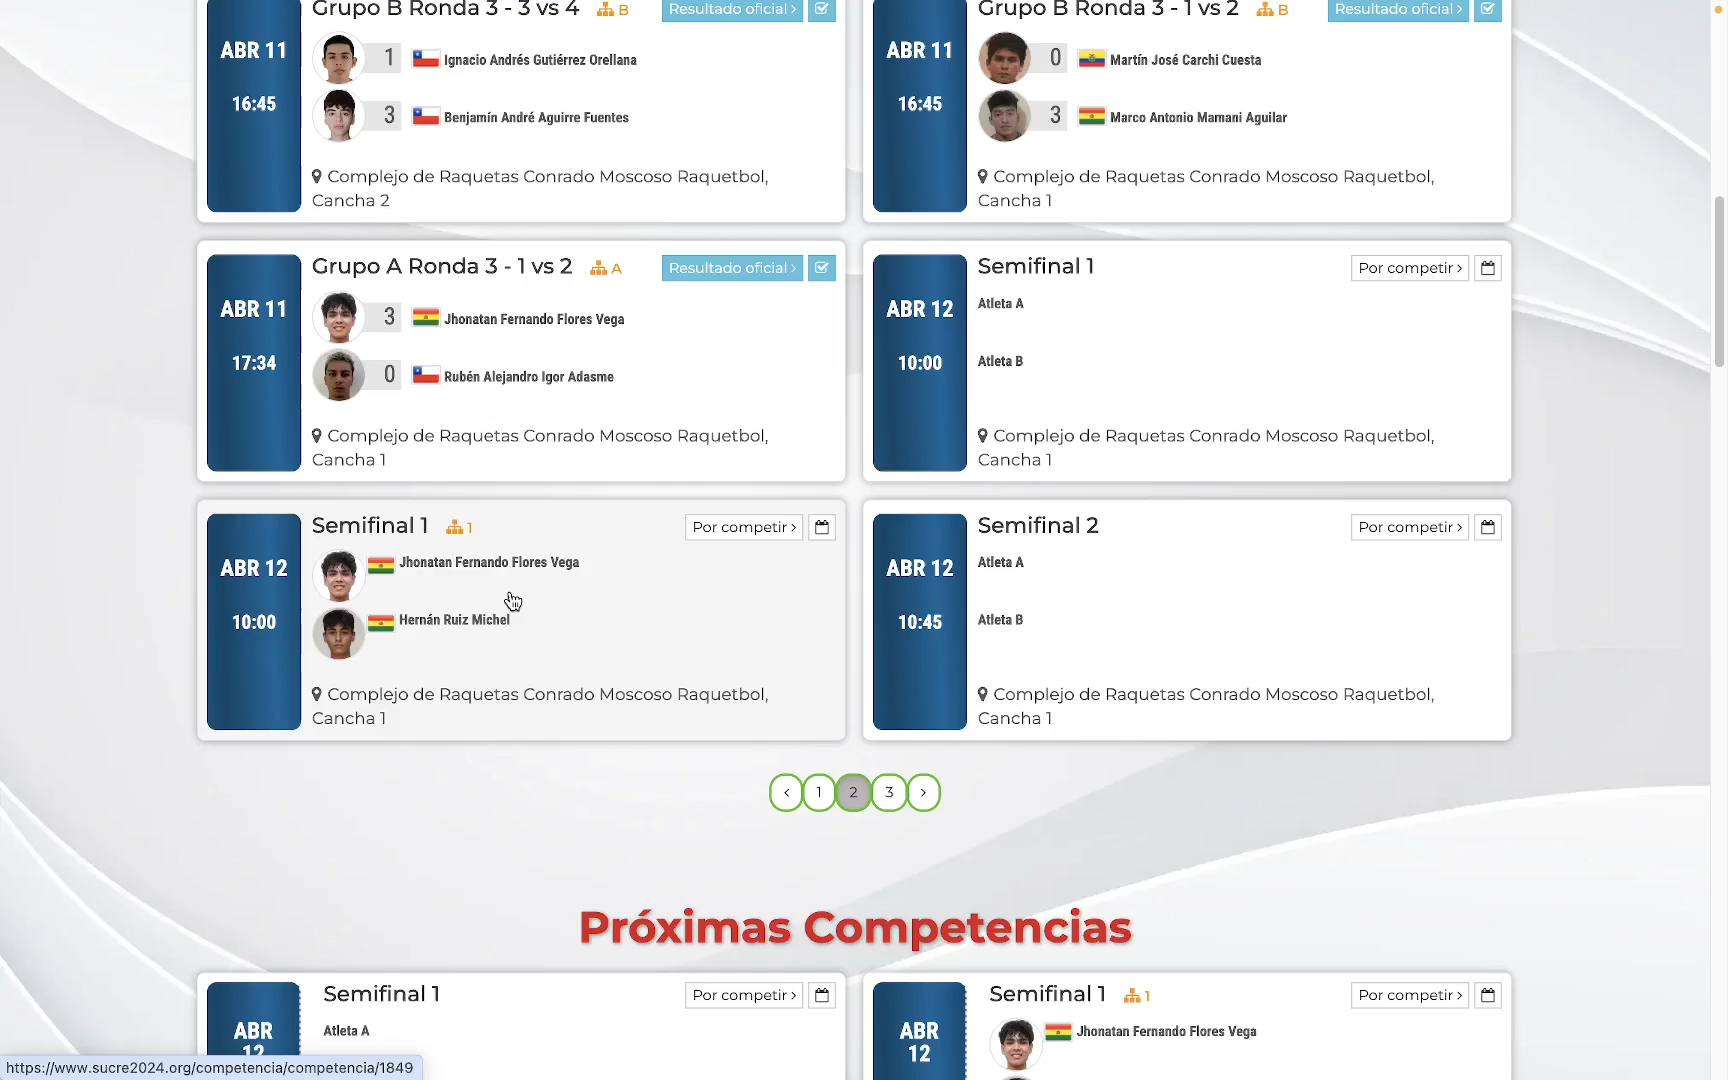 Grupo B Ronda 3 - 3 vs 4 B Resultado oficial ›
ABR 11
16:45
1 Ignacio Andrés Gutiérrez Orellana
3 Benjamín André Aguirre Fuentes
Complejo de Raquetas Conrado Moscoso Raquetbol,
Cancha 2
Grupo B Ronda 3 - 1 vs 2 B Resultado oficial ›
ABR 11
16:45
0 Martín José Carchi Cuesta
3 Marco Antonio Mamani Aguilar
Complejo de Raquetas Conrado Moscoso Raquetbol,
Cancha 1
Grupo A Ronda 3 - 1 vs 2 A Resultado oficial ›
ABR 11
17:34
3 Jhonatan Fernando Flores Vega
0 Rubén Alejandro Igor Adasme
Complejo de Raquetas Conrado Moscoso Raquetbol,
Cancha 1
Semifinal 1 Por competir ›
ABR 12
10:00
Atleta A
Atleta B
Complejo de Raquetas Conrado Moscoso Raquetbol,
Cancha 1
Semifinal 1 1 Por competir ›
ABR 12
10:00
Jhonatan Fernando Flores Vega
Hernán Ruiz Michel
Complejo de Raquetas Conrado Moscoso Raquetbol,
Cancha 1
Semifinal 2 Por competir ›
ABR 12
10:45
Atleta A
Atleta B
Complejo de Raquetas Conrado Moscoso Raquetbol,
Cancha 1
‹ 1 2 3 ›
Próximas Competencias
Semifinal 1 Por competir ›
ABR
12
Atleta A
Semifinal 1 1 Por competir ›
ABR
12
Jhonatan Fernando Flores Vega
https://www.sucre2024.org/competencia/competencia/1849